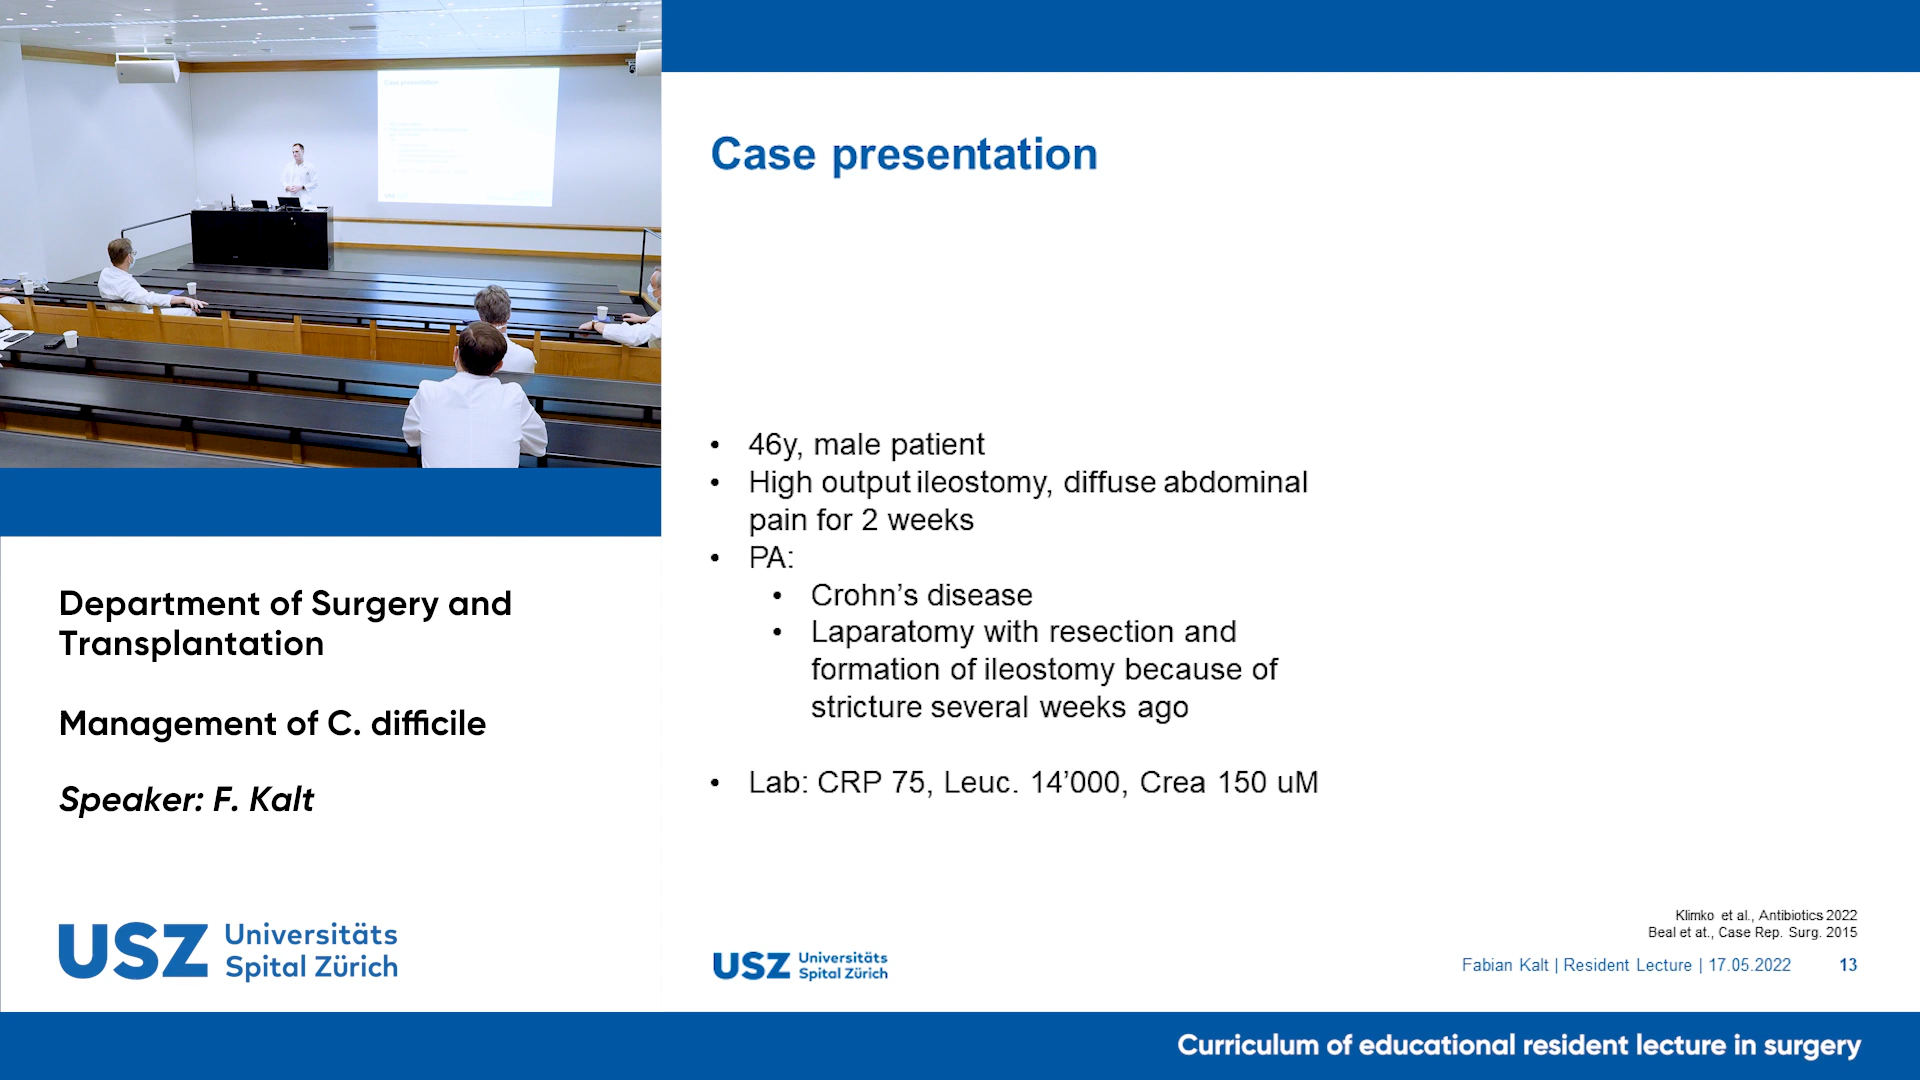 Case presentation
• 46y, male patient
• High output ileostomy, diffuse abdominal
pain for 2 weeks
• PA:
• Crohn's disease
• Laparatomy with resection and
formation of ileostomy because of
stricture several weeks ago
• Lab: CRP 75, Leuc. 14’000, Crea 150 uM
Klimko et al., Antibiotics 2022
Beal et at., Case Rep. Surg. 2015
USZ Universitäts
Spital Zürich
Fabian Kalt | Resident Lecture | 17.05.2022 13
Department of Surgery and
Transplantation
Management of C. difficile
Speaker: F. Kalt
USZ Universitäts
Spital Zürich
Curriculum of educational resident lecture in surgery